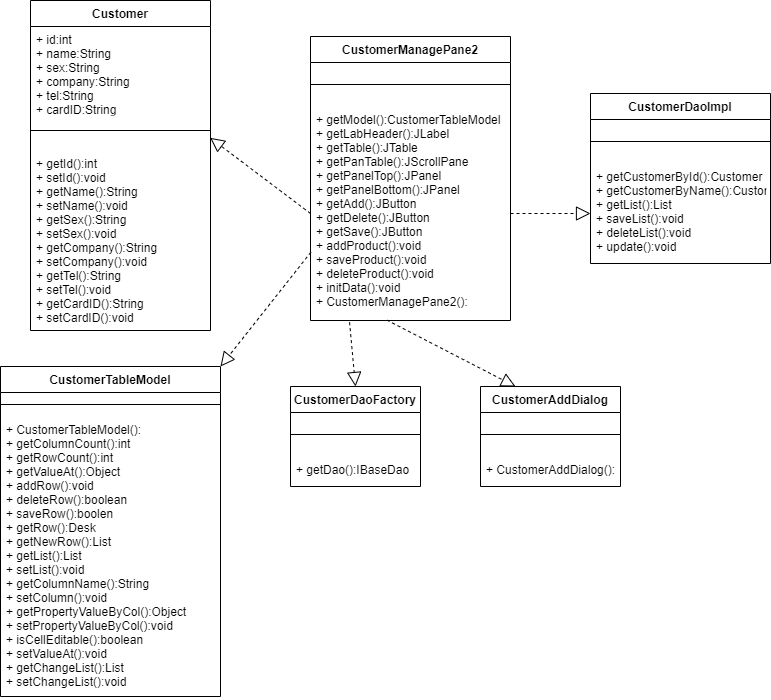 Customer
+ id:int
+ name:String
+ sex:String
+ company:String
+ tel:String
+ cardID:String
+ getId():int
+ setId():void
+ getName():String
+ setName():void
+ getSex():String
+ setSex():void
+ getCompany():String
+ setCompany():void
+ getTel():String
+ setTel():void
+ getCardID():String
+ setCardID():void
CustomerManagePane2
+ getModel():CustomerTableModel
+ getLabHeader():JLabel
+ getTable():JTable
+ getPanTable():JScrollPane
+ getPanelTop():JPanel
+ getPanelBottom():JPanel
+ getAdd():JButton
+ getDelete():JButton
+ getSave():JButton
+ addProduct():void
+ saveProduct():void
+ deleteProduct():void
+ initData():void
+ CustomerManagePane2():
CustomerDaoImpl
+ getCustomerById():Customer
+ getCustomerByName():Custor
+ getList():List
+ saveList():void
+ deleteList():void
+ update():void
CustomerTableModel
+ CustomerTableModel():
+ getColumnCount():int
+ getRowCount():int
+ getValueAt():Object
+ addRow():void
+ deleteRow():boolean
+ saveRow():boolen
+ getRow():Desk
+ getNewRow():List
+ getList():List
+ setList():void
+ getColumnName():String
+ setColumn():void
+ getPropertyValueByCol():Object
+ setPropertyValueByCol():void
+ isCellEditable():boolean
+ setValueAt():void
+ getChangeList():List
+ setChangeList():void
CustomerDaoFactory
+ getDao():IBaseDao
CustomerAddDialog
+ CustomerAddDialog():